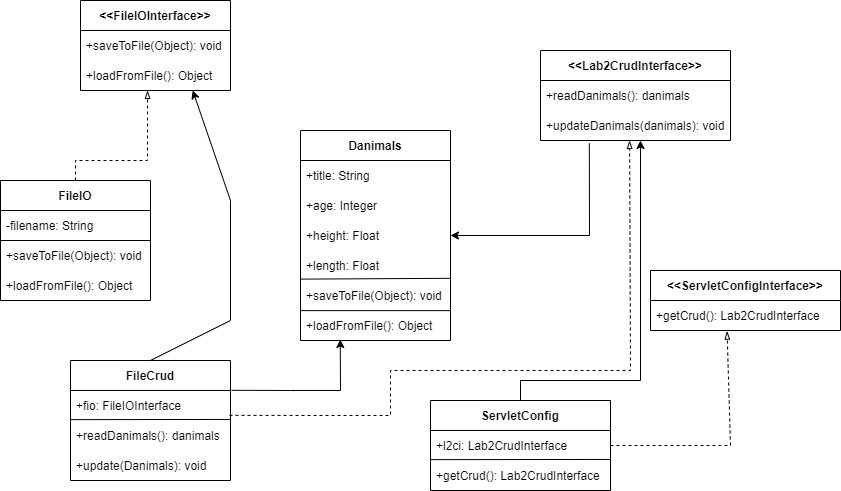 <<FileIOInterface>>
+saveToFile(Object): void
+loadFromFile(): Object
<<Lab2CrudInterface>>
+readDanimals(): danimals
+updateDanimals(danimals): void
Danimals
+title: String
+age: Integer
+height: Float
+length: Float
+saveToFile(Object): void
+loadFromFile(): Object
FileIO
-filename: String
+saveToFile(Object): void
+loadFromFile(): Object
<<ServletConfigInterface>>
+getCrud(): Lab2CrudInterface
FileCrud
+fio: FileIOInterface
+readDanimals(): danimals
+update(Danimals): void
ServletConfig
+l2ci: Lab2CrudInterface
+getCrud(): Lab2CrudInterface